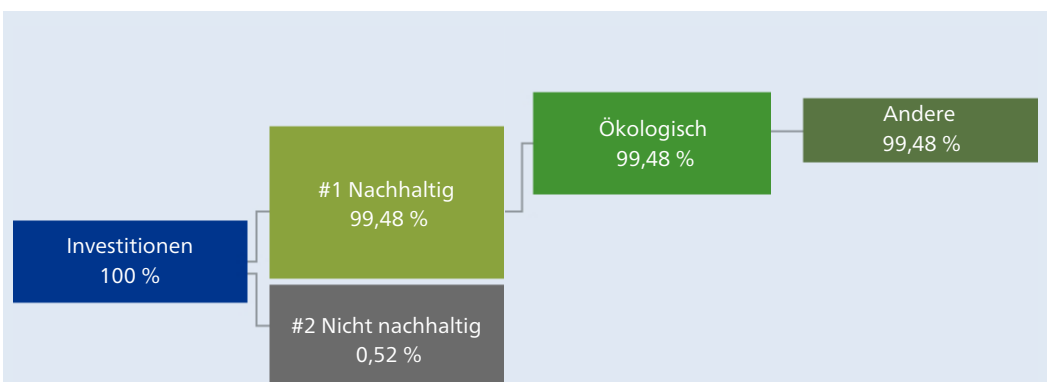 Investitionen
100 %
#1 Nachhaltig
99,48 %
#2 Nicht nachhaltig
0,52 %
Ökologisch
99,48 %
Andere
99,48 %